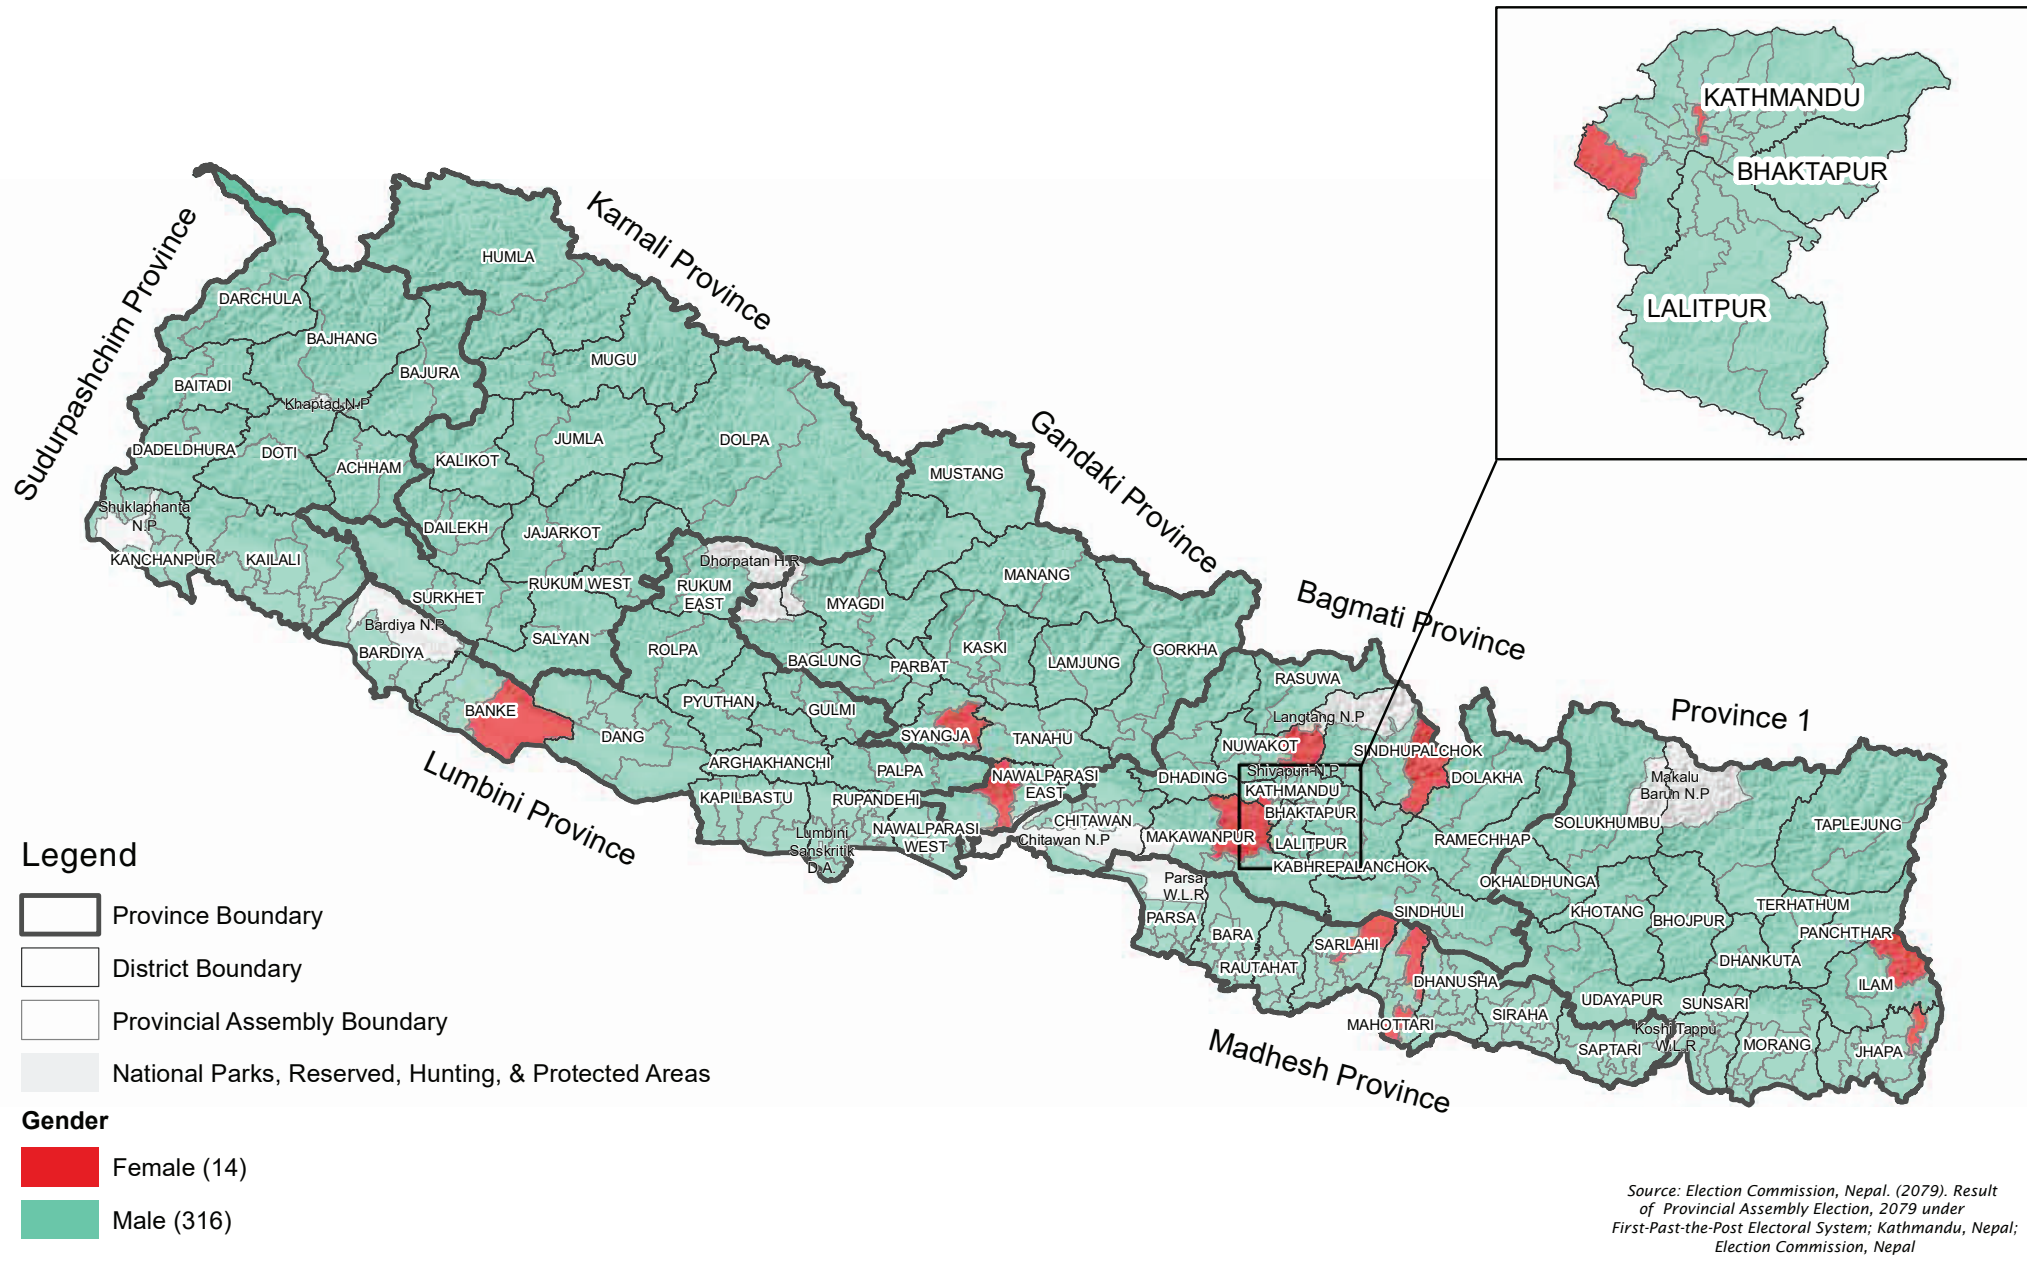 KATHMANDU
BHAKTAPUR
LALITPUR
Sudurpashchim Province
Karnali Province
Gandaki Province
Bagmati Province
Province 1
Lumbini Province
Madhesh Province
HUMLA
DARCHULA
BAJHANG
BAJURA
MUGU
BAITADI
Khaptad N.P
DADELDHURA
DOTI
ACHHAM
KALIKOT
JUMLA
DOLPA
MUSTANG
Shuklaphanta
N.P
KANCHANPUR
KAILALI
DAILEKH
JAJARKOT
Dhorpatan H.R
RUKUM WEST
RUKUM
EAST
SURKHET
MYAGDI
MANANG
Bardiya N.P
BARDIYA
SALYAN
ROLPA
BAGLUNG
PARBAT
KASKI
LAMJUNG
GORKHA
RASUWA
BANKE
DANG
PYUTHAN
GULMI
SYANGJA
TANAHU
Langtang N.P
NUWAKOT
SINDHUPALCHOK
DOLAKHA
ARGHAKHANCHI
PALPA
NAWALPARASI
EAST
DHADING
Shivapuri N.P
KATHMANDU
BHAKTAPUR
LALITPUR
KABHREPALANCHOK
KAPILBASTU
RUPANDEHI
NAWALPARASI
WEST
Lumbini
Sanskritik
D.A.
CHITAWAN
Chitawan N.P
MAKAWANPUR
RAMECHHAP
SOLUKHUMBU
Makalu
Barun N.P
TAPLEJUNG
OKHALDHUNGA
Parsa
W.L.R
PARSA
BARA
RAUTAHAT
SARLAHI
SINDHULI
KHOTANG
BHOJPUR
TERHATHUM
PANCHTHAR
DHANKUTA
ILAM
MAHOTTARI
DHANUSHA
SIRAHA
UDAYAPUR
SUNSARI
Koshi Tappu
W.L.R
SAPTARI
MORANG
JHAPA
Legend
Province Boundary
District Boundary
Provincial Assembly Boundary
National Parks, Reserved, Hunting, & Protected Areas
Gender
Female (14)
Male (316)
Source: Election Commission, Nepal. (2079). Result
of Provincial Assembly Election, 2079 under
First-Past-the-Post Electoral System; Kathmandu, Nepal;
Election Commission, Nepal